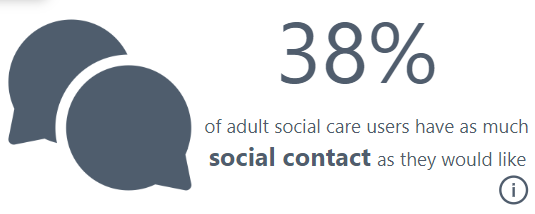 38%
of adult social care users have as much
social contact as they would like